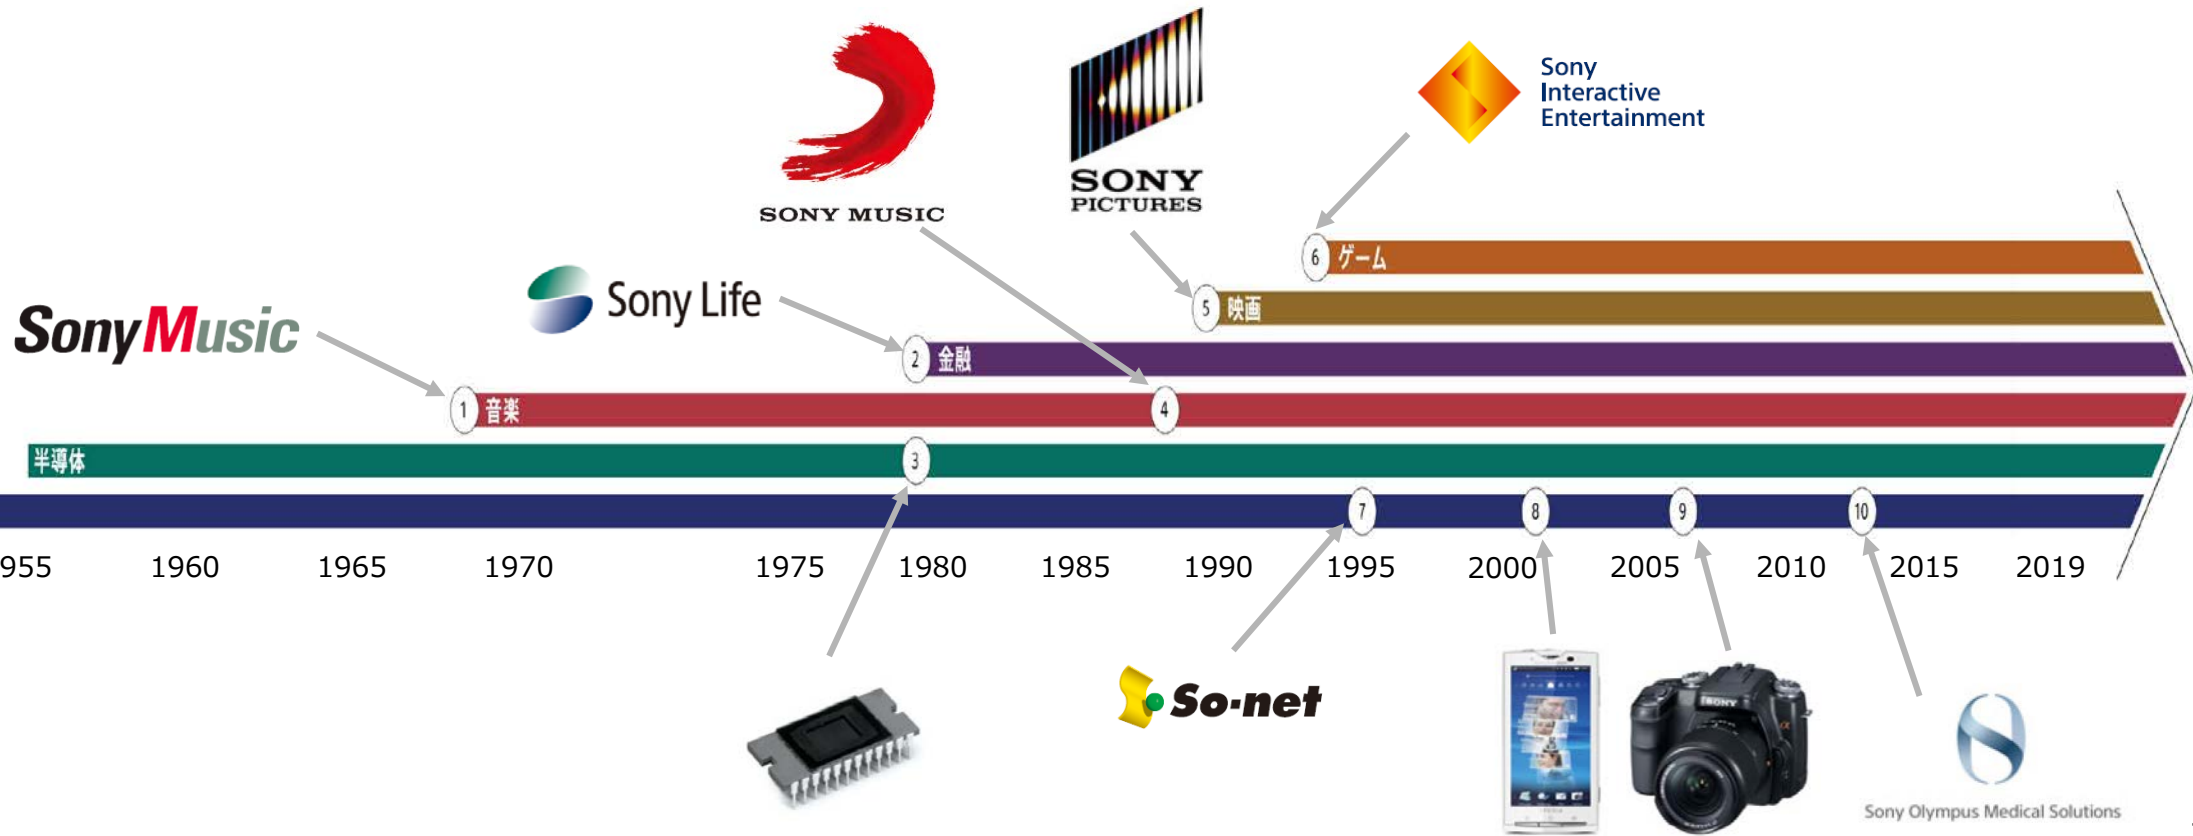 Sony
Interactive
Entertainment
SONY
PICTURES
SONY MUSIC
6 ゲーム
Sony Life
5 映画
SonyMusic
2 金融
1 音楽
4
半導体
3
7
8
9
10
955 1960 1965 1970 1975 1980 1985 1990 1995 2000 2005 2010 2015 2019
So-net
SONY
α
Sony Olympus Medical Solutions